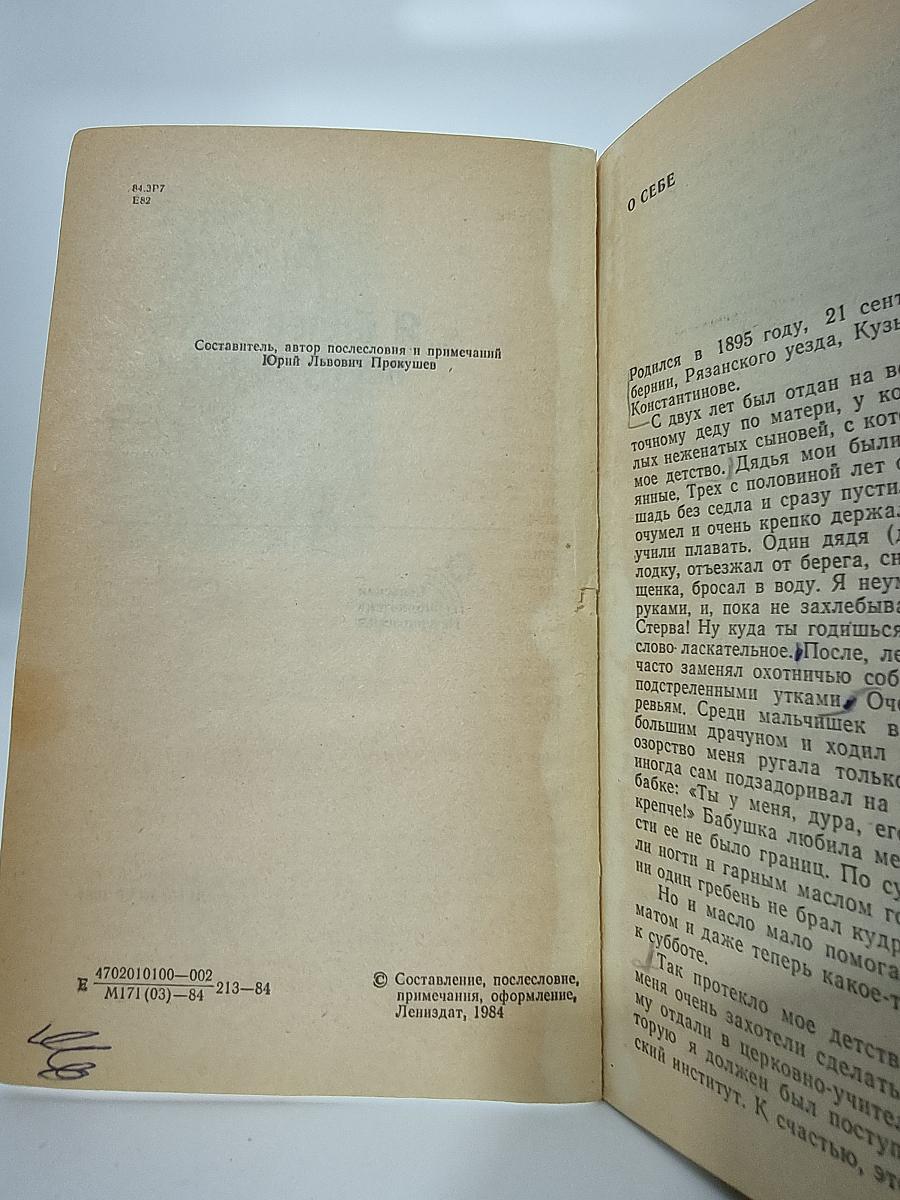 84.3Р7
Е82
Составитель, автор послесловия и примечаний
Юрий Львович Прокушев
Е 4702010100—002
М171(03)—84 213—84
© Составление, послесловие,
примечания, оформление,
Лениздат, 1984
О СЕБЕ
Родился в 1895 году, 21 сент
бернии, Рязанского уезда, Кузь
Константинове.
С двух лет был отдан на во
точному деду по матери, у ко
лых неженатых сыновей, с кот
мое детство. Дядья мои были
янные. Трех с половиной лет о
шадь без седла и сразу пусти
очумел и очень крепко держа
учили плавать. Один дядя (д
лодку, отъезжал от берега, сн
щенка, бросал в воду. Я неум
руками, и, пока не захлебыва
Стерва! Ну куда ты годишься
слово ласкательное. После, ле
часто заменял охотничью соб
подстреленными утками. Оче
ревьям. Среди мальчишек в
большим драчуном и ходил
озорство меня ругала только
иногда сам подзадоривал на
бабке: «Ты у меня, дура, ег
крепче!» Бабушка любила ме
сти ее не было границ. По су
ли ногти и гарным маслом го
ни один гребень не брал кудр
Но и масло мало помога
матом и даже теперь какое-т
к субботе.
Так протекло мое детств
меня очень захотели сделать
му отдали в церковно-учител
торую я должен был поступ
ский институт. К счастью, эт